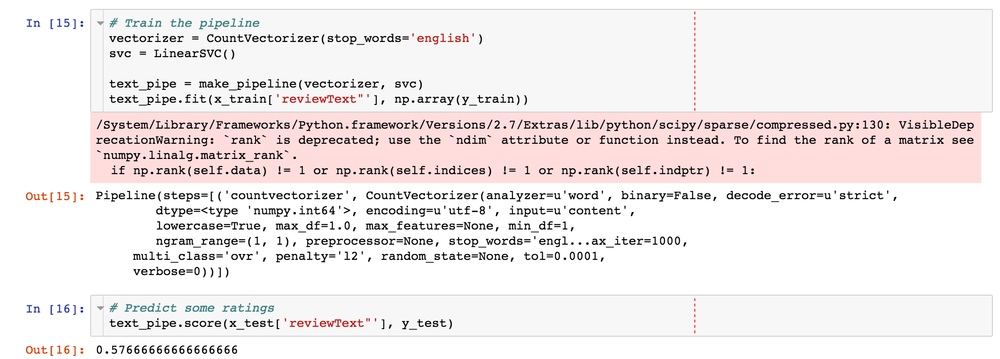 In [15]:
# Train the pipeline
vectorizer = CountVectorizer(stop_words='english')
svc = LinearSVC()
text_pipe = make_pipeline(vectorizer, svc)
text_pipe.fit(x_train['reviewText"'], np.array(y_train))
/System/Library/Frameworks/Python.framework/Versions/2.7/Extras/lib/python/scipy/sparse/compressed.py:130: VisibleDep
recationWarning: `rank` is deprecated; use the `ndim` attribute or function instead. To find the rank of a matrix see
`numpy.linalg.matrix_rank`.
  if np.rank(self.data) != 1 or np.rank(self.indices) != 1 or np.rank(self.indptr) != 1:
Out[15]:
Pipeline(steps=[('countvectorizer', CountVectorizer(analyzer=u'word', binary=False, decode_error=u'strict',
        dtype=<type 'numpy.int64'>, encoding=u'utf-8', input=u'content',
        lowercase=True, max_df=1.0, max_features=None, min_df=1,
        ngram_range=(1, 1), preprocessor=None, stop_words='engl...ax_iter=1000,
     multi_class='ovr', penalty='l2', random_state=None, tol=0.0001,
     verbose=0))])
In [16]:
# Predict some ratings
text_pipe.score(x_test['reviewText"'], y_test)
Out[16]:
0.57666666666666666